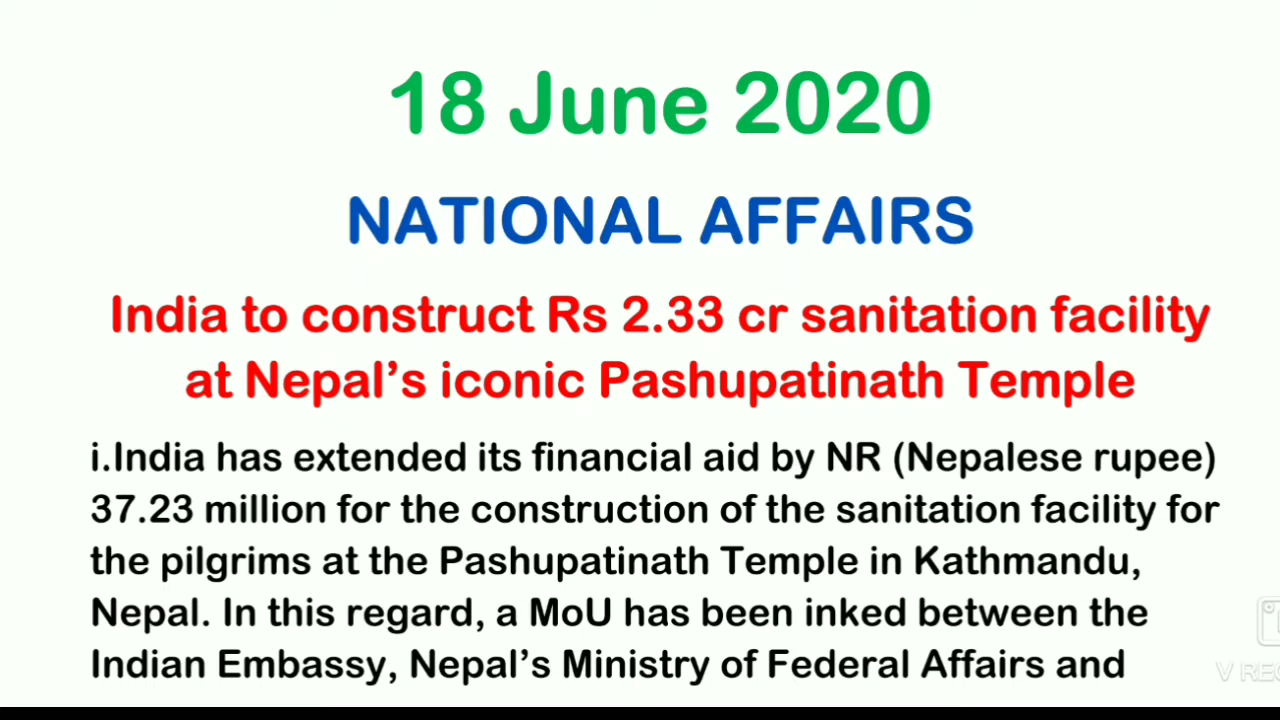 18 June 2020
NATIONAL AFFAIRS
India to construct Rs 2.33 cr sanitation facility
at Nepal’s iconic Pashupatinath Temple
i.India has extended its financial aid by NR (Nepalese rupee)
37.23 million for the construction of the sanitation facility for
the pilgrims at the Pashupatinath Temple in Kathmandu,
Nepal. In this regard, a MoU has been inked between the
Indian Embassy, Nepal’s Ministry of Federal Affairs and